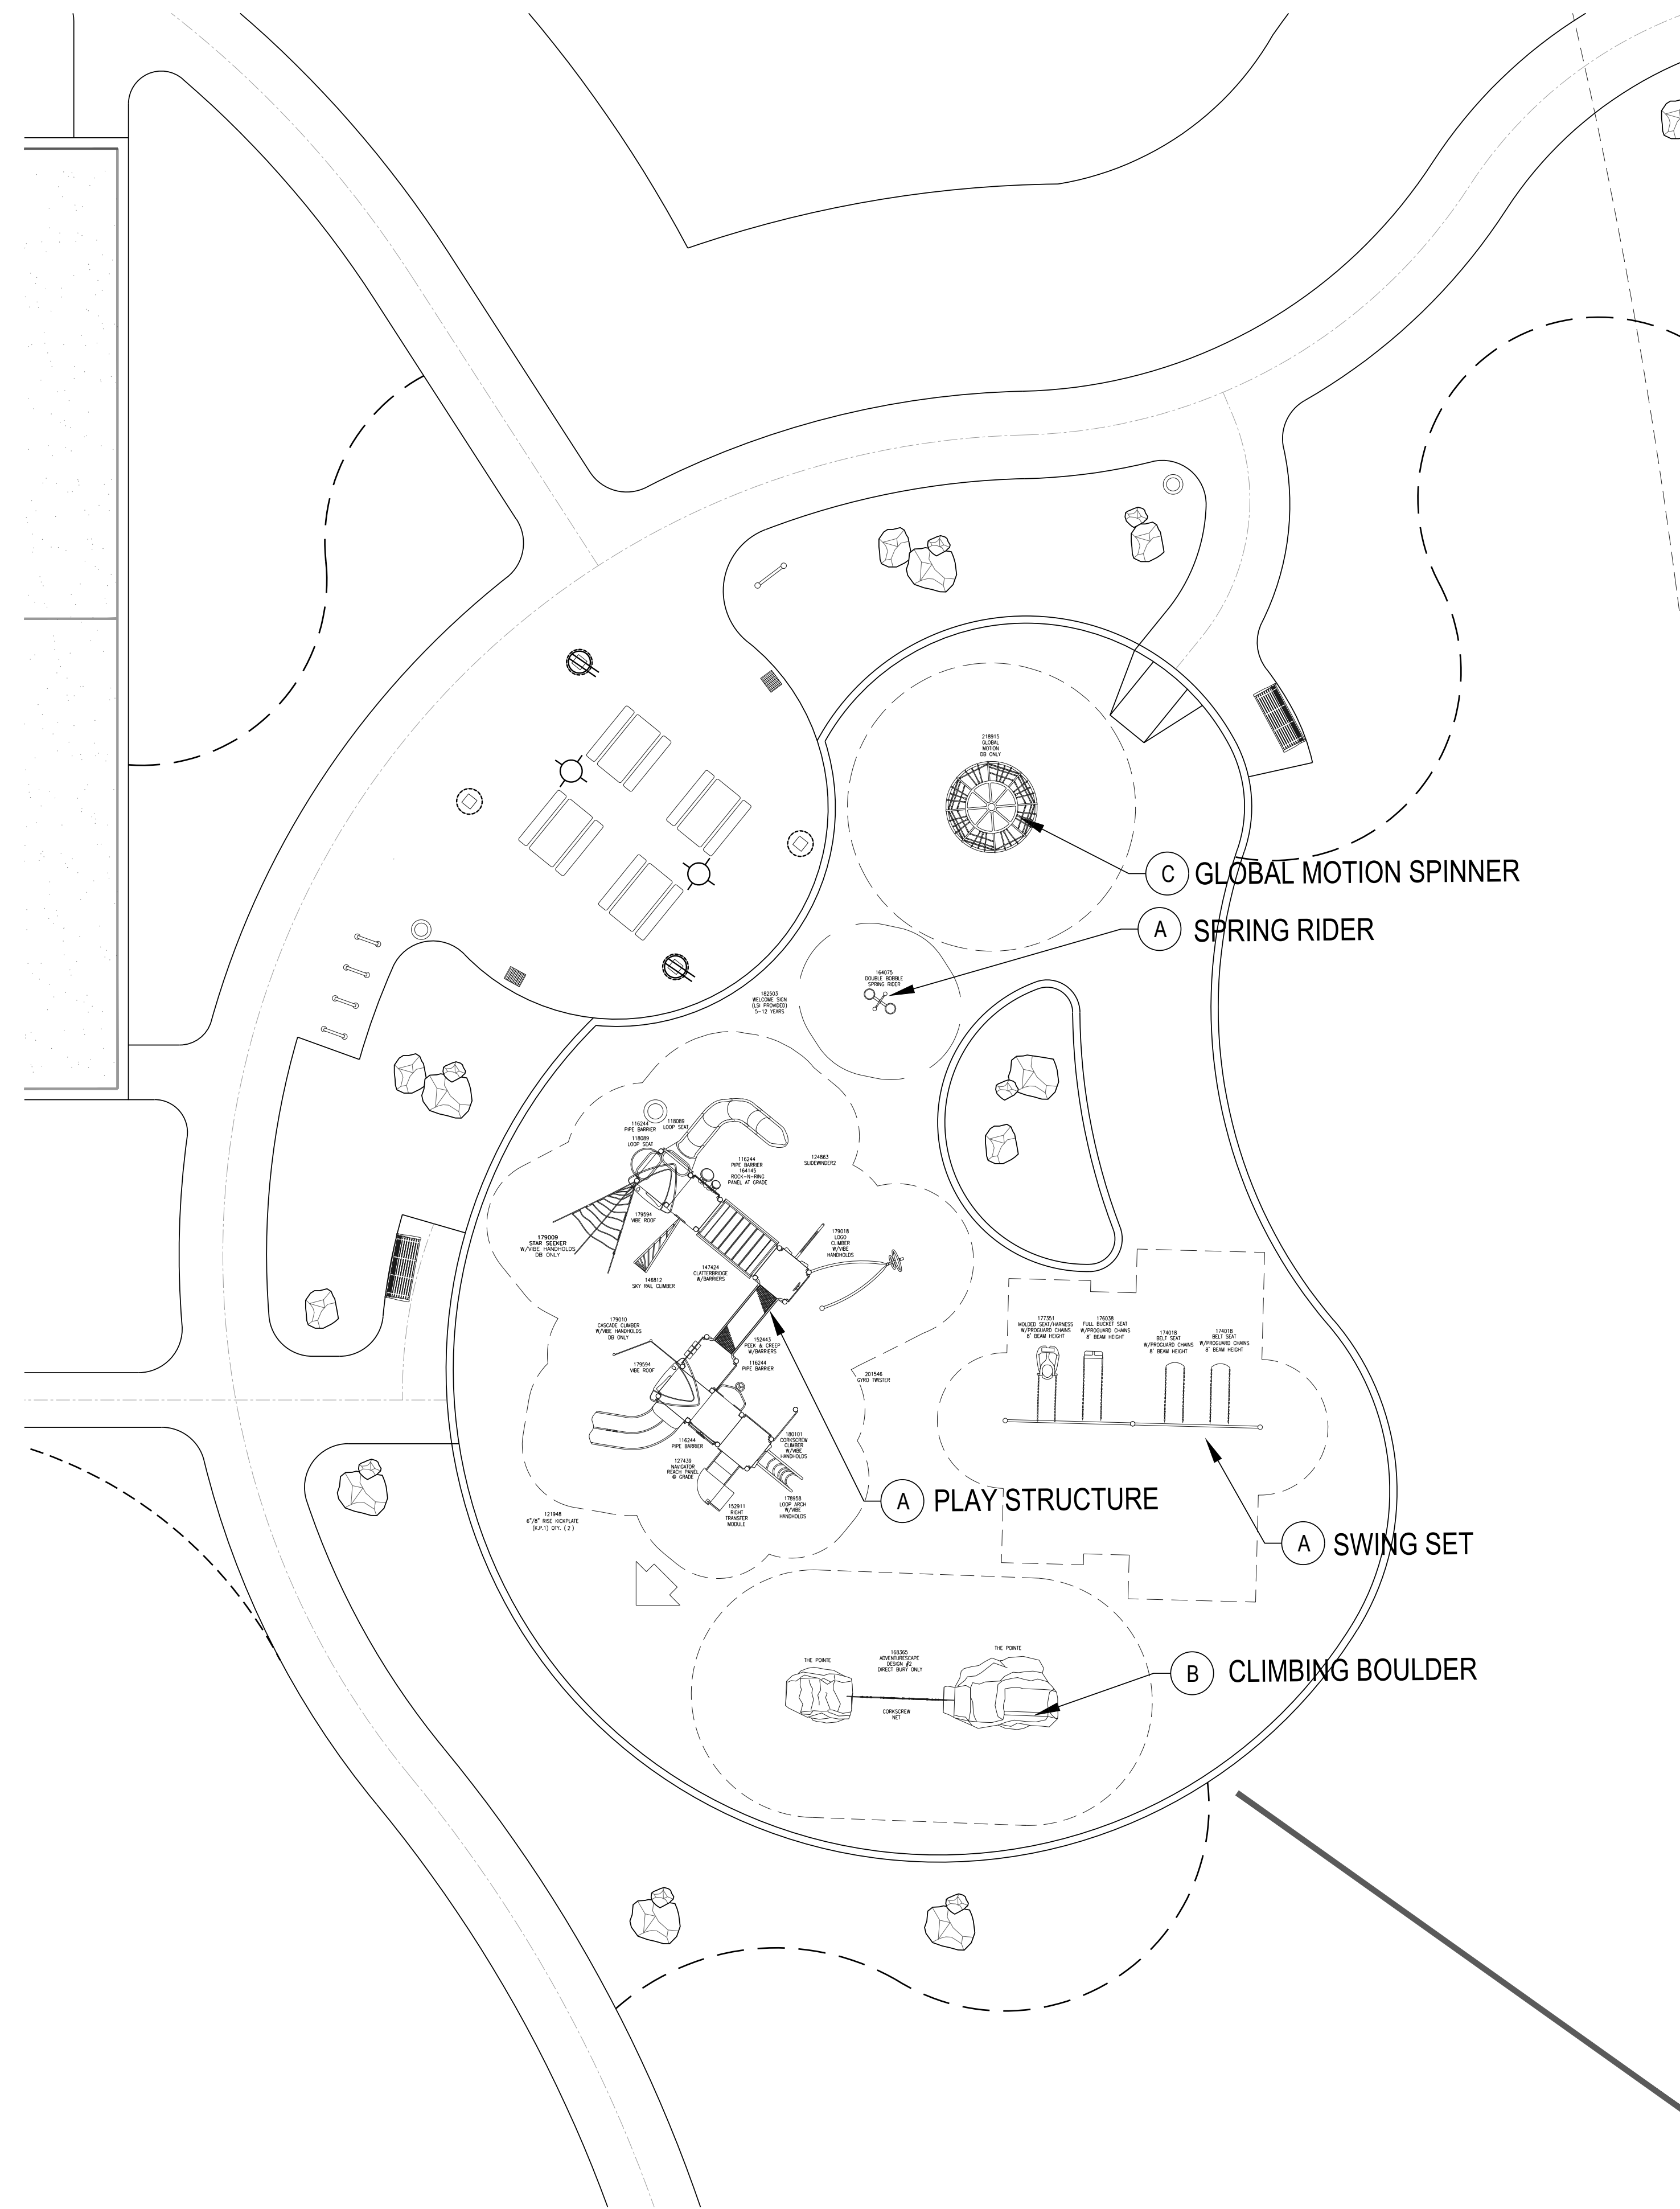 218915
GLOBAL
MOTION
DB ONLY
C GLOBAL MOTION SPINNER
A SPRING RIDER
164075
DOUBLE BOBBLE
SPRING RIDER
182503
WELCOME SIGN
(LSI PROVIDED)
5-12 YEARS
116244
PIPE BARRIER
118089
LOOP SEAT
118089
LOOP SEAT
116244
PIPE BARRIER
164145
ROCK-N-RING
PANEL AT GRADE
124863
SLIDEWINDER2
179594
VIBE ROOF
179009
STAR SEEKER
W/VIBE HANDHOLDS
DB ONLY
146812
SKY RAIL CLIMBER
147424
CLATTERBRIDGE
W/BARRIERS
179018
LOGO
CLIMBER
W/VIBE
HANDHOLDS
179010
CASCADE CLIMBER
W/VIBE HANDHOLDS
DB ONLY
152443
PEEK & CREEP
W/BARRIERS
116244
PIPE BARRIER
179594
VIBE ROOF
201546
GYRO TWISTER
177351
MOLDED SEAT/HARNESS
W/PROGUARD CHAINS
8' BEAM HEIGHT
176038
FULL BUCKET SEAT
W/PROGUARD CHAINS
8' BEAM HEIGHT
174018
BELT SEAT
W/PROGUARD CHAINS
8' BEAM HEIGHT
174018
BELT SEAT
W/PROGUARD CHAINS
8' BEAM HEIGHT
116244
PIPE BARRIER
180101
CORKSCREW
CLIMBER
W/VIBE
HANDHOLDS
127439
NAVIGATOR
REACH PANEL
@ GRADE
178958
LOOP ARCH
W/VIBE
HANDHOLDS
152911
RIGHT
TRANSFER
MODULE
121948
6"/8" RISE KICKPLATE
(K.P.1) QTY. ( 2 )
A PLAY STRUCTURE
A SWING SET
THE POINTE
168365
ADVENTURESCAPE
DESIGN #2
DIRECT BURY ONLY
THE POINTE
CORKSCREW
NET
B CLIMBING BOULDER